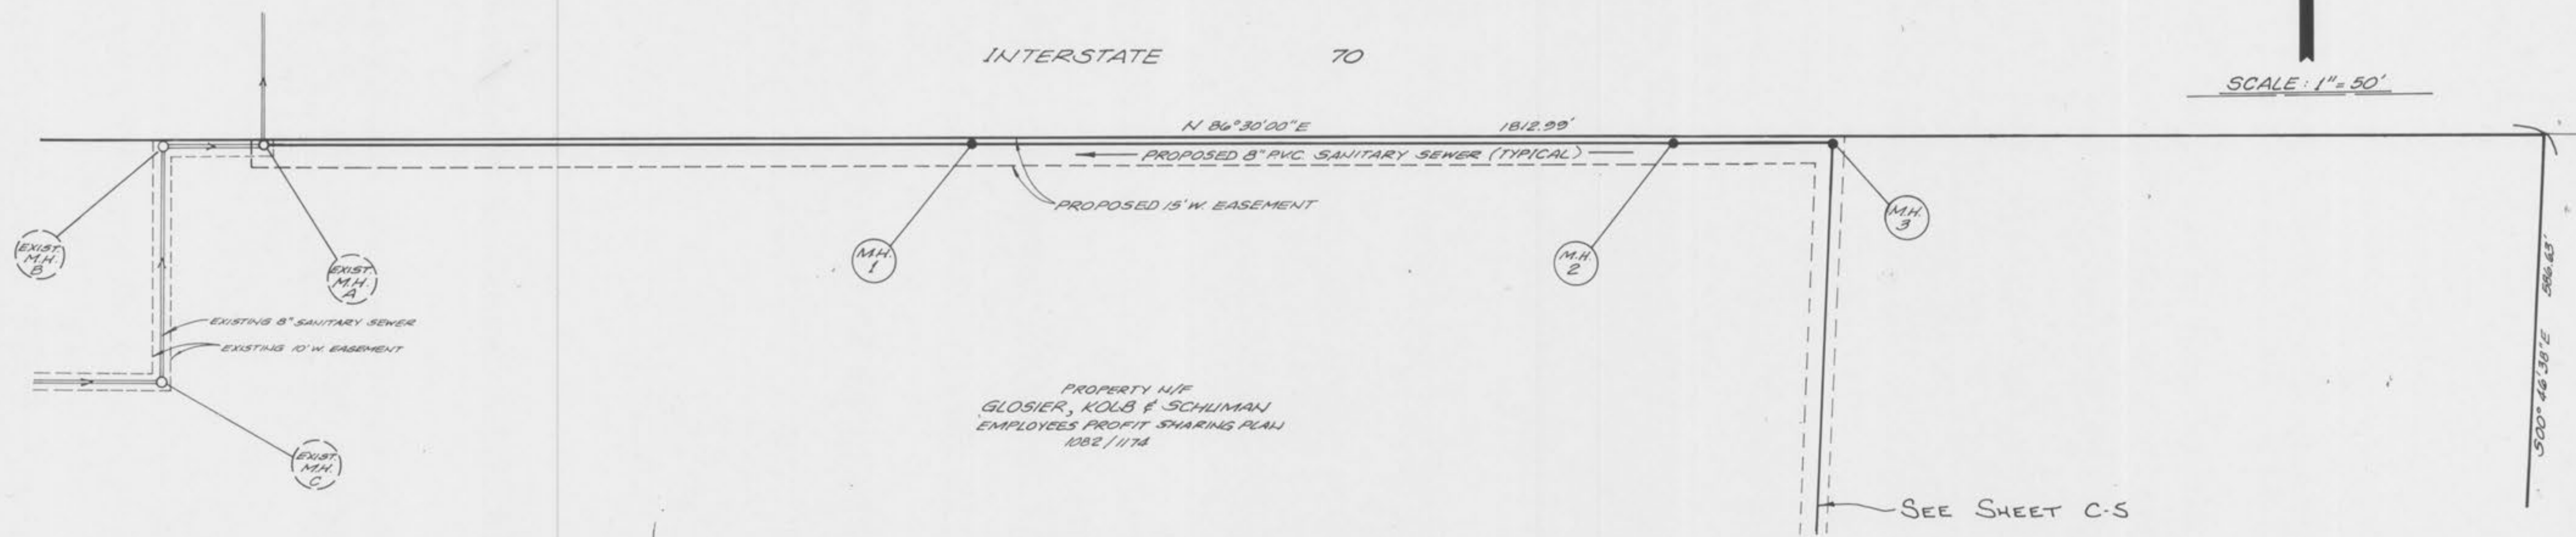 INTERSTATE 70
SCALE: 1"=50'
N 86°30'00"E 1812.99'
PROPOSED 8" PVC SANITARY SEWER (TYPICAL)
PROPOSED 15' W. EASEMENT
M.H.
3
EXIST.
M.H.
B
EXIST.
M.H.
A
M.H.
1
M.H.
2
S00° 46' 38"E 586.63'
EXISTING 8" SANITARY SEWER
EXISTING 10' W. EASEMENT
PROPERTY N/F
GLOSIER, KOLB & SCHUMAN
EMPLOYEES PROFIT SHARING PLAN
1082/1174
EXIST.
M.H.
C
SEE SHEET C-5